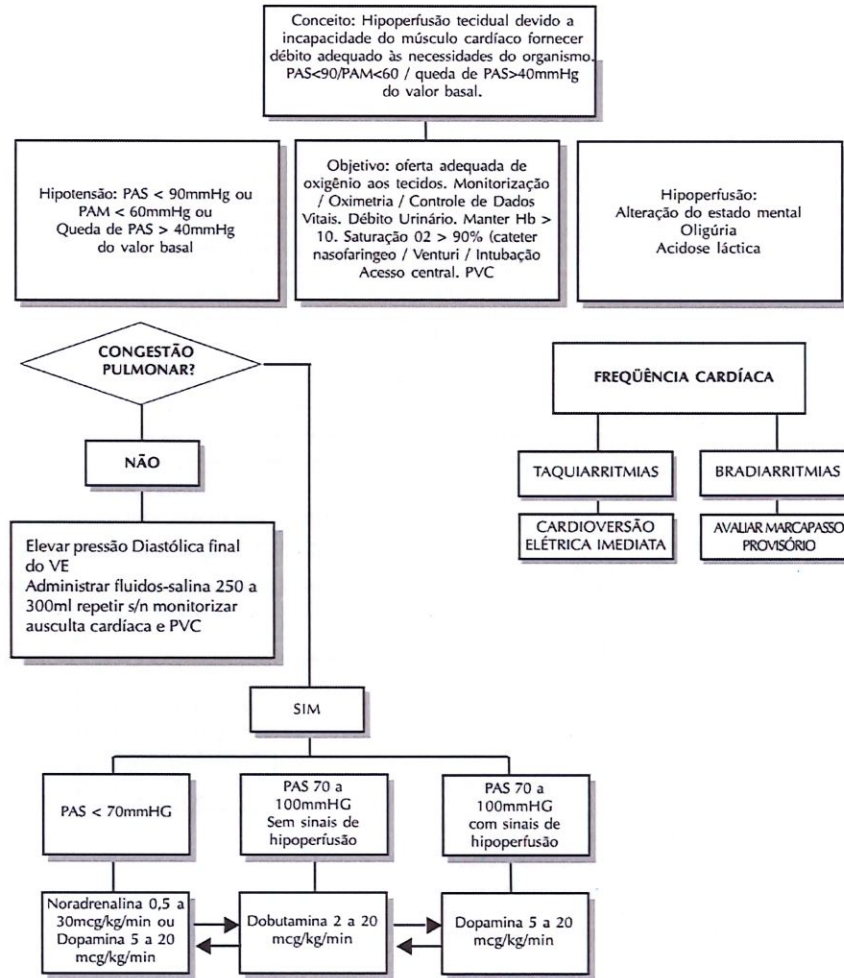 Conceito: Hipoperfusão tecidual devido a
incapacidade do músculo cardíaco fornecer
débito adequado às necessidades do organismo.
PAS<90/PAM<60 / queda de PAS>40mmHg
do valor basal.
Hipotensão: PAS < 90mmHg ou
PAM < 60mmHg ou
Queda de PAS > 40mmHg
do valor basal
Objetivo: oferta adequada de
oxigênio aos tecidos. Monitorização
/ Oximetria / Controle de Dados
Vitais. Débito Urinário. Manter Hb >
10. Saturação 02 > 90% (cateter
nasofaringeo / Venturi / Intubação
Acesso central. PVC
Hipoperfusão:
Alteração do estado mental
Oligúria
Acidose láctica
CONGESTÃO
PULMONAR?
NÃO
Elevar pressão Diastólica final
do VE
Administrar fluidos-salina 250 a
300ml repetir s/n monitorizar
ausculta cardíaca e PVC
FREQÜÊNCIA CARDÍACA
TAQUIARRITMIAS
BRADIARRITMIAS
CARDIOVERSÃO
ELÉTRICA IMEDIATA
AVALIAR MARCAPASSO
PROVISÓRIO
SIM
PAS < 70mmHG
PAS 70 a
100mmHG
Sem sinais de
hipoperfusão
PAS 70 a
100mmHG
com sinais de
hipoperfusão
Noradrenalina 0,5 a
30mcg/kg/min ou
Dopamina 5 a 20
mcg/kg/min
Dobutamina 2 a 20
mcg/kg/min
Dopamina 5 a 20
mcg/kg/min